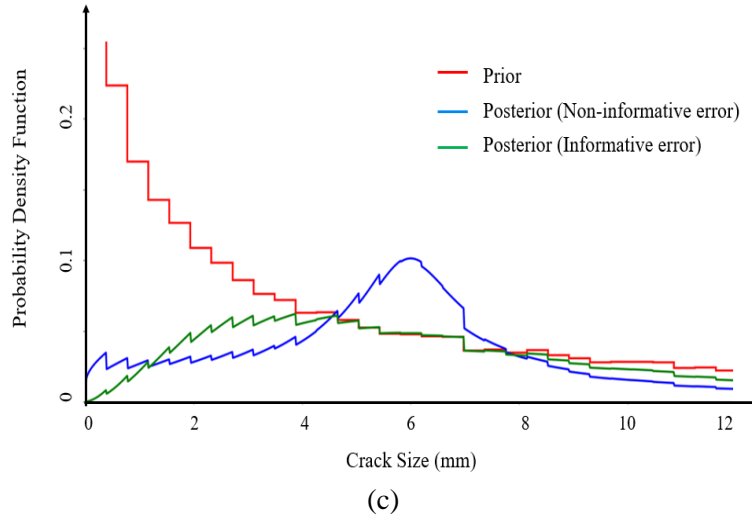 Probability Density Function
0.2
0.1
0
Prior
Posterior (Non-informative error)
Posterior (Informative error)
0 2 4 6 8 10 12
Crack Size (mm)
(c)